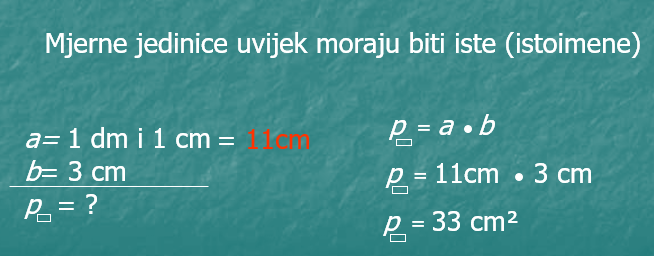 Mjerne jedinice uvijek moraju biti iste (istoimene)
a= 1 dm i 1 cm = 11cm
b= 3 cm
p▭ = ?
p▭ = a • b
p▭ = 11cm • 3 cm
p▭ = 33 cm²